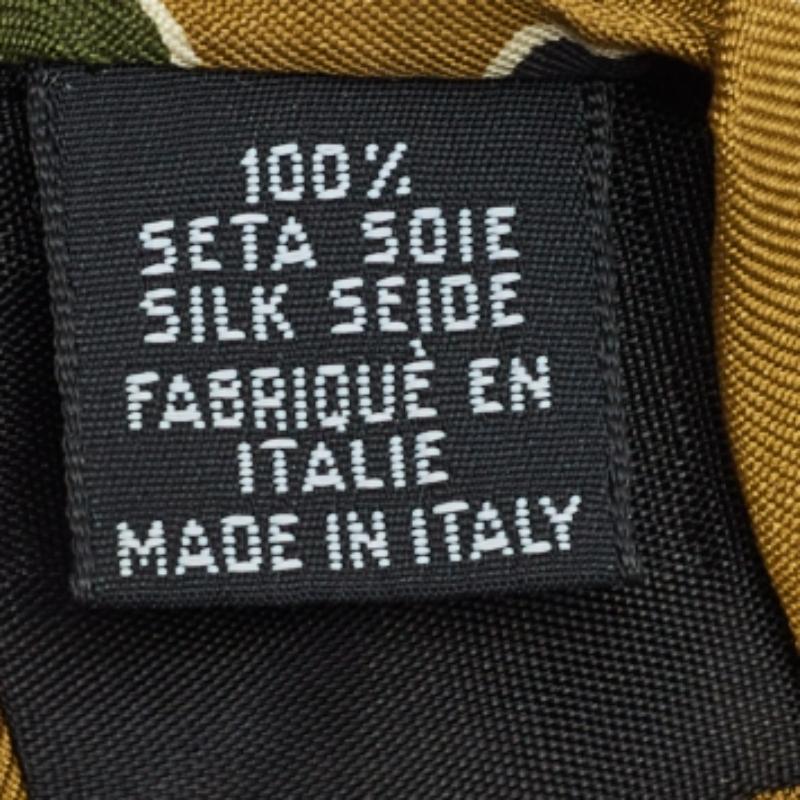 100%
SETA SOIE
SILK SEIDE
FABRIQUÈ EN
ITALIE
MADE IN ITALY